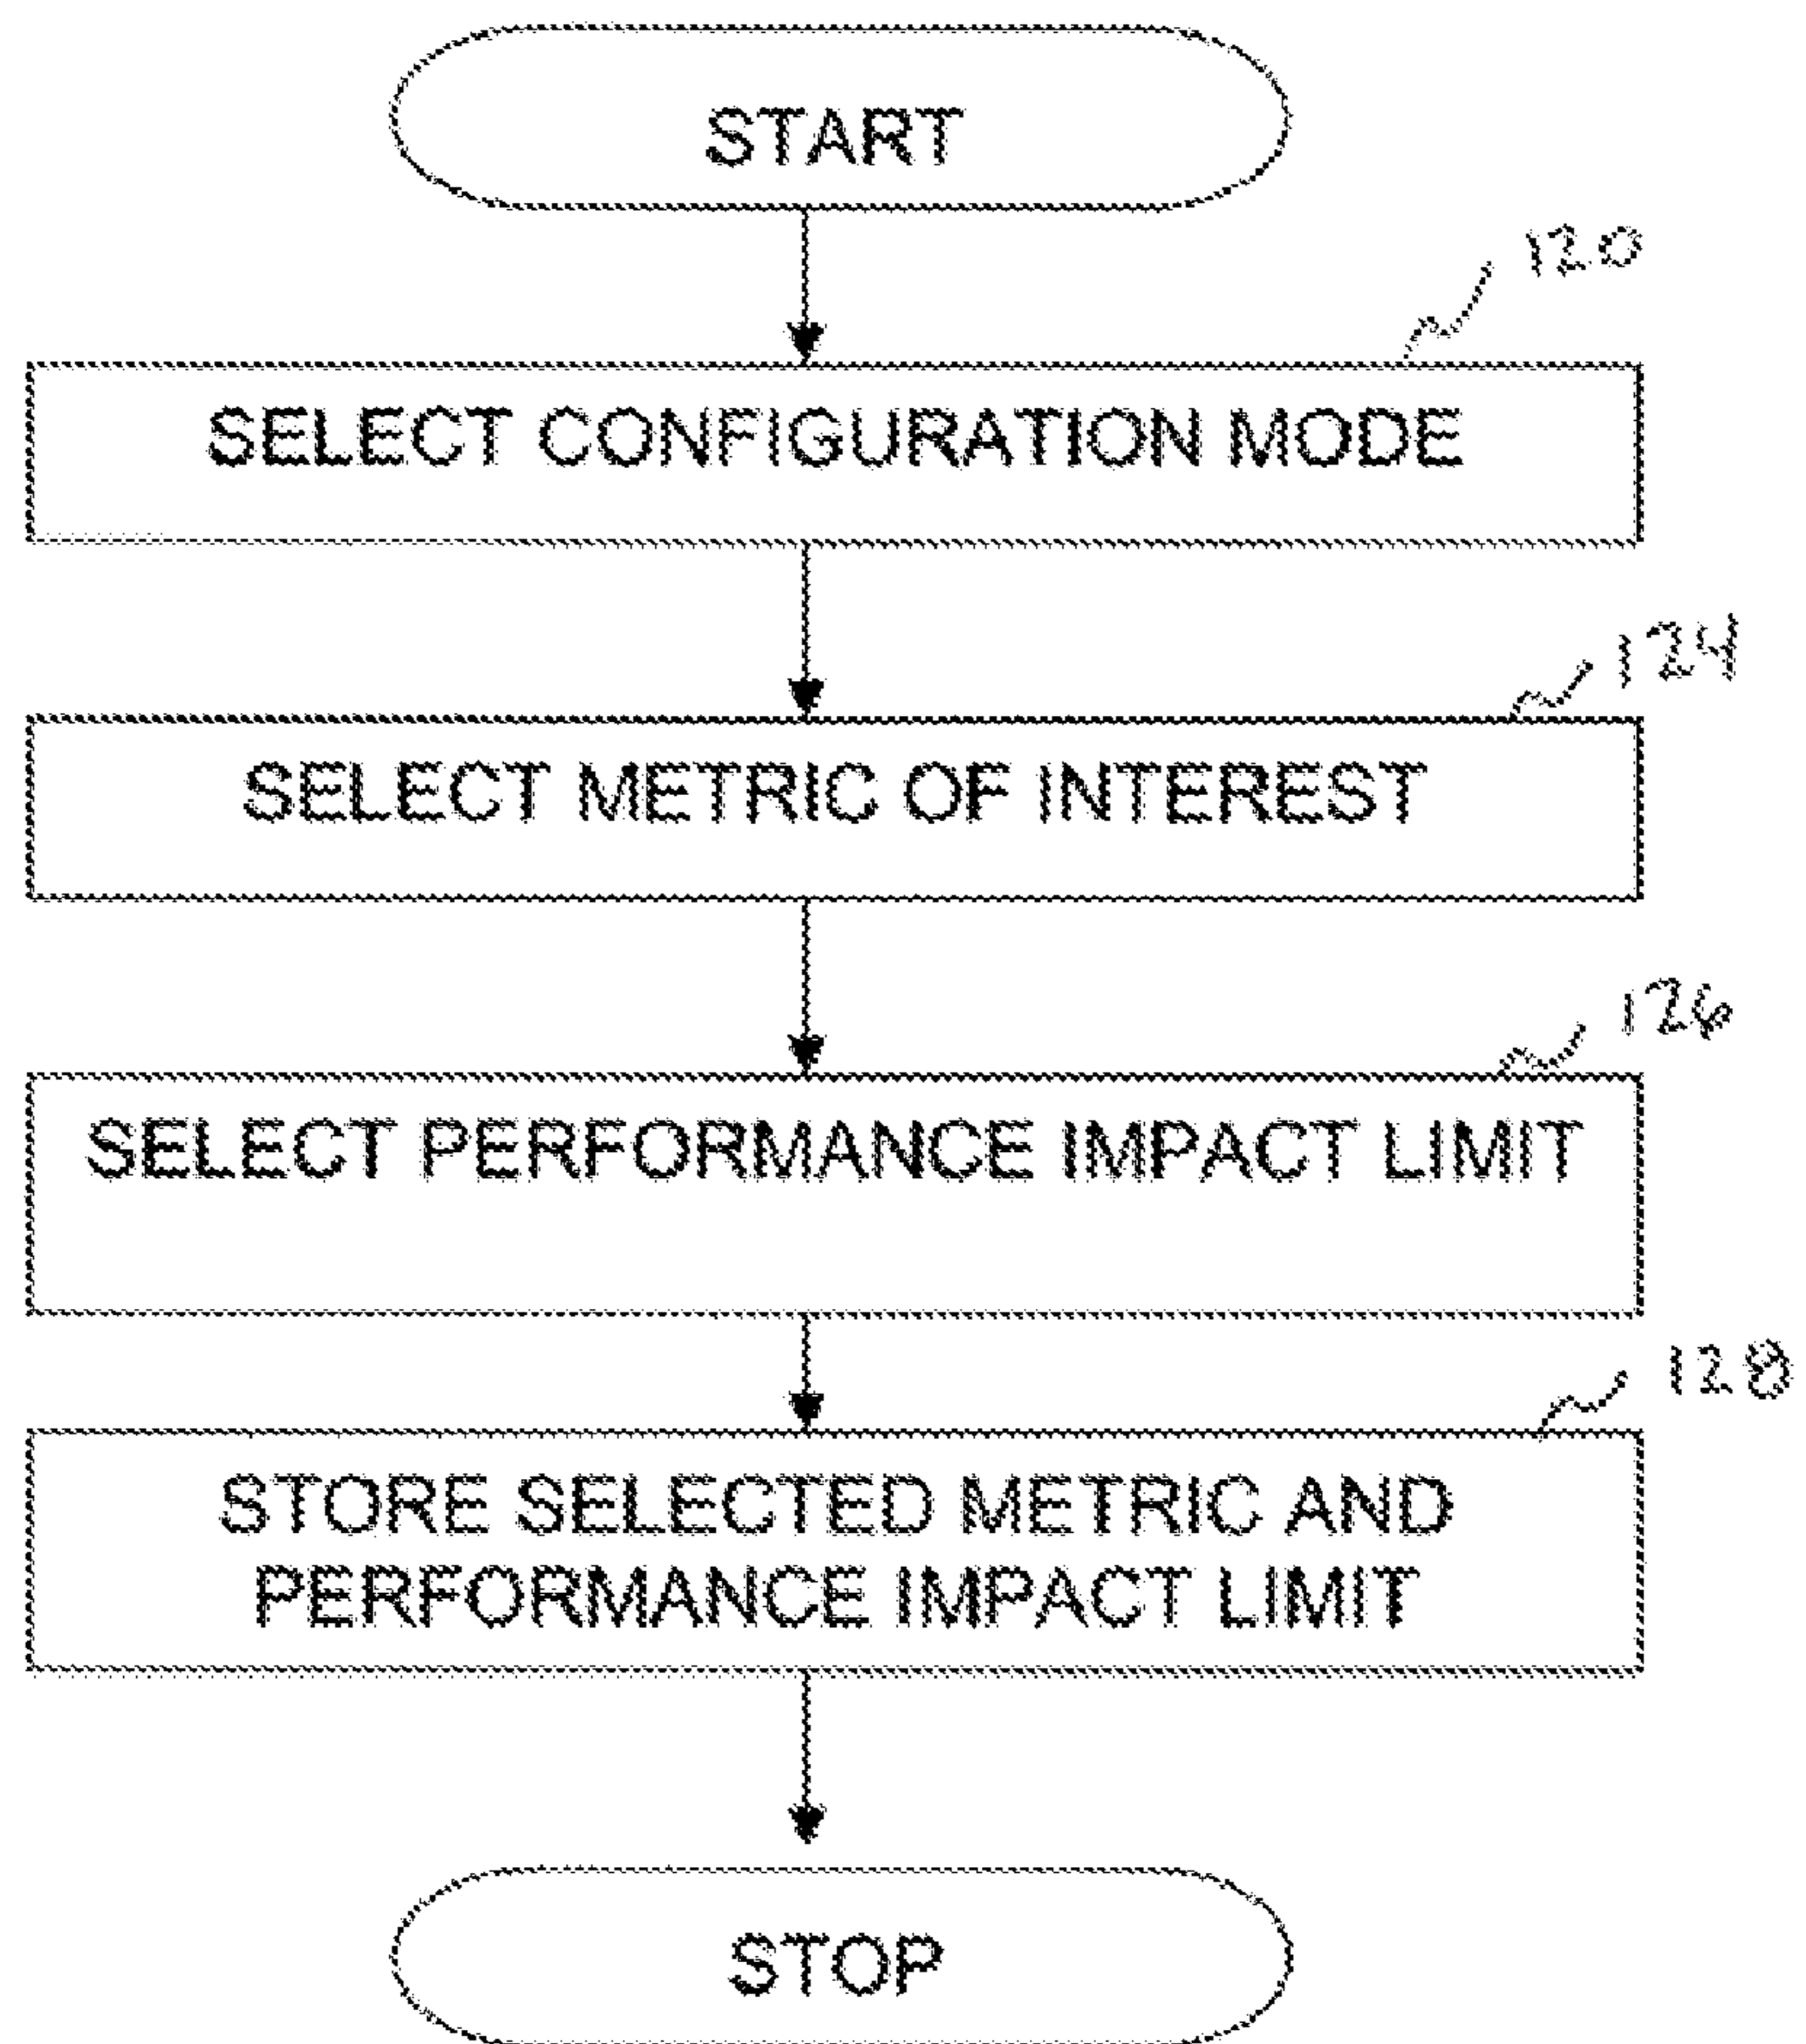 START
120
SELECT CONFIGURATION MODE
124
SELECT METRIC OF INTEREST
126
SELECT PERFORMANCE IMPACT LIMIT
128
STORE SELECTED METRIC AND
PERFORMANCE IMPACT LIMIT
STOP